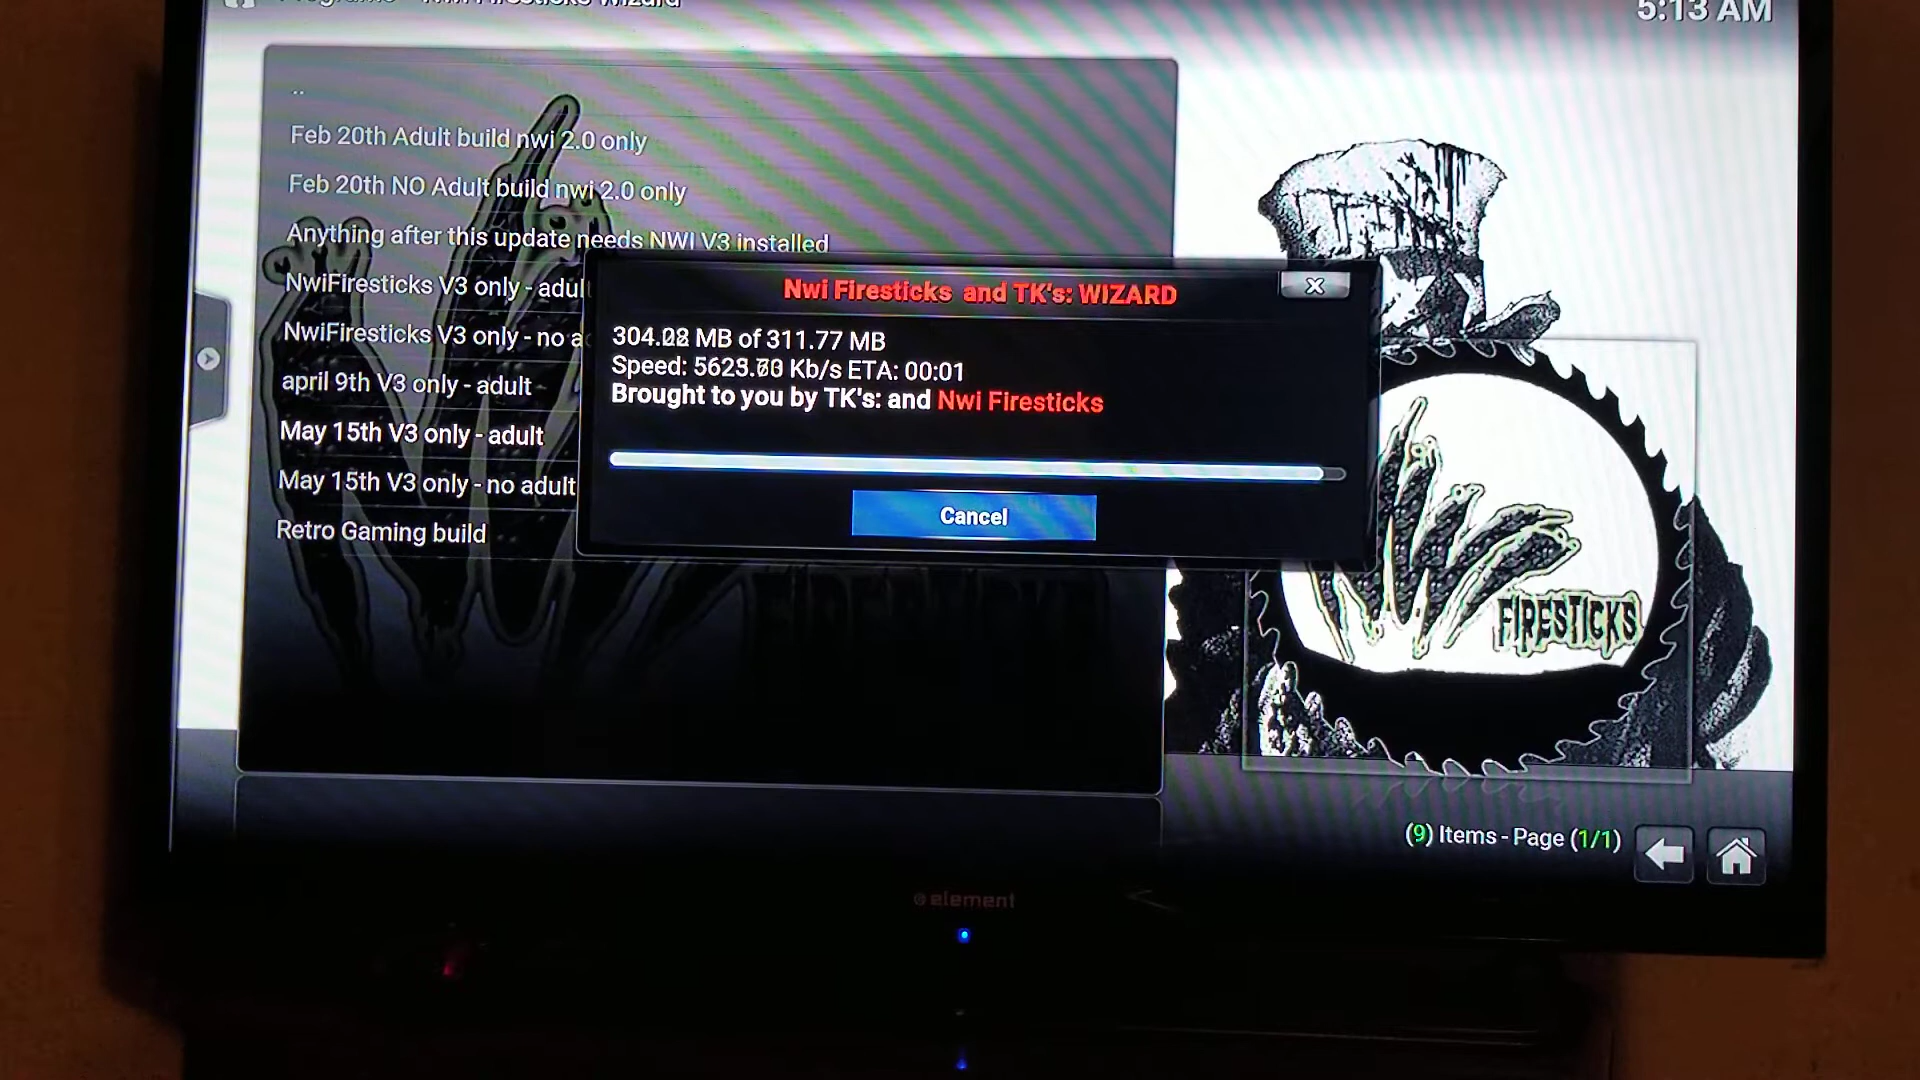 5:13 AM
..
Feb 20th Adult build nwi 2.0 only
Feb 20th NO Adult build nwi 2.0 only
Anything after this update needs NWI V3 installed
NwiFiresticks V3 only - adul
NwiFiresticks V3 only - no a
april 9th V3 only - adult
May 15th V3 only - adult
May 15th V3 only - no adult
Retro Gaming build
Nwi Firesticks and TK's: WIZARD
MB of 311.77 MB
Speed: Kb/s ETA: 00:01
Brought to you by TK's: and Nwi Firesticks
Cancel
FIRESTICKS
(9) Items - Page (1/1)
element